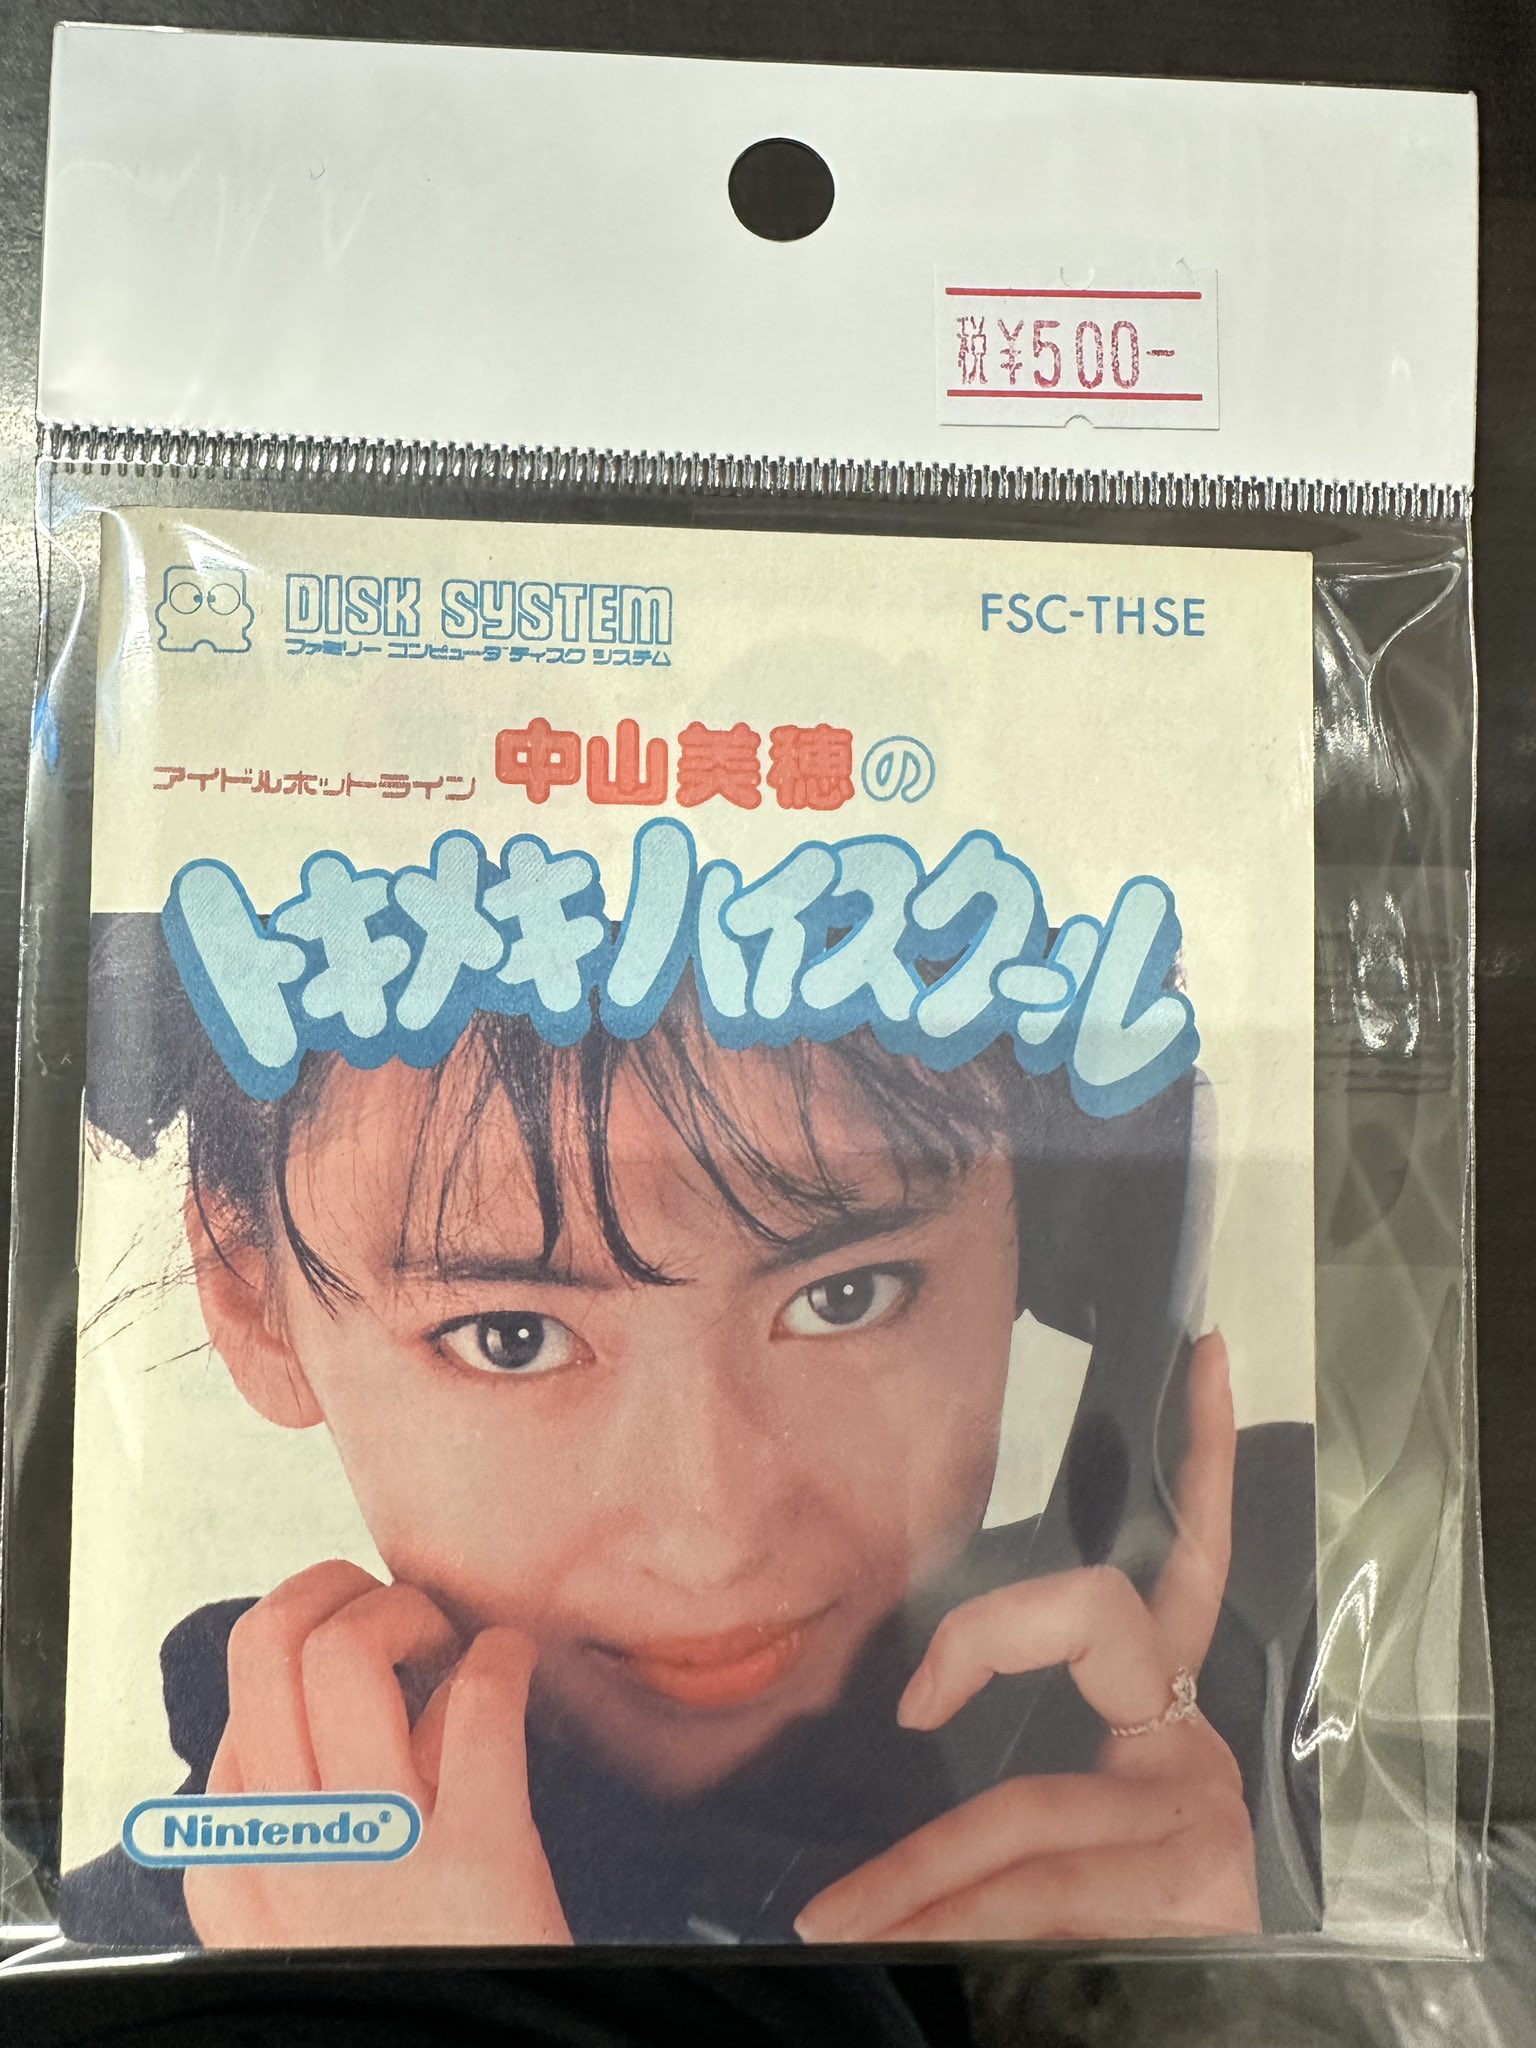 税¥500-
DISK SYSTEM
ファミリー コンピュータ ディスク システム
FSC-THSE
アイドルホットライン 中山美穂の
トキメキハイスクール
Nintendo®